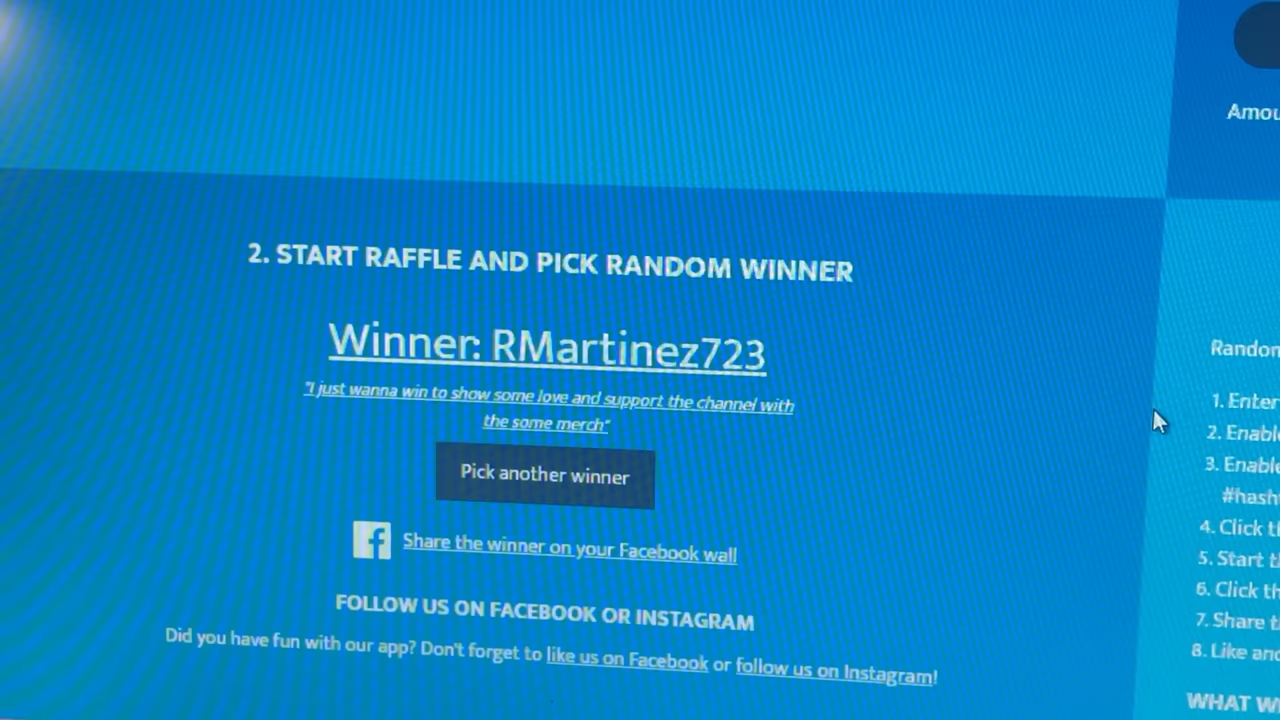 Amou
2. START RAFFLE AND PICK RANDOM WINNER
Winner: RMartinez723
"I just wanna win to show some love and support the channel with
the some merch"
Pick another winner
Share the winner on your Facebook wall
FOLLOW US ON FACEBOOK OR INSTAGRAM
Did you have fun with our app? Don't forget to like us on Facebook or follow us on Instagram!
Random
1. Enter
2. Enabl
3. Enable
#hash
4. Click th
5. Start t
6. Click th
7. Share t
8. Like and
WHAT W